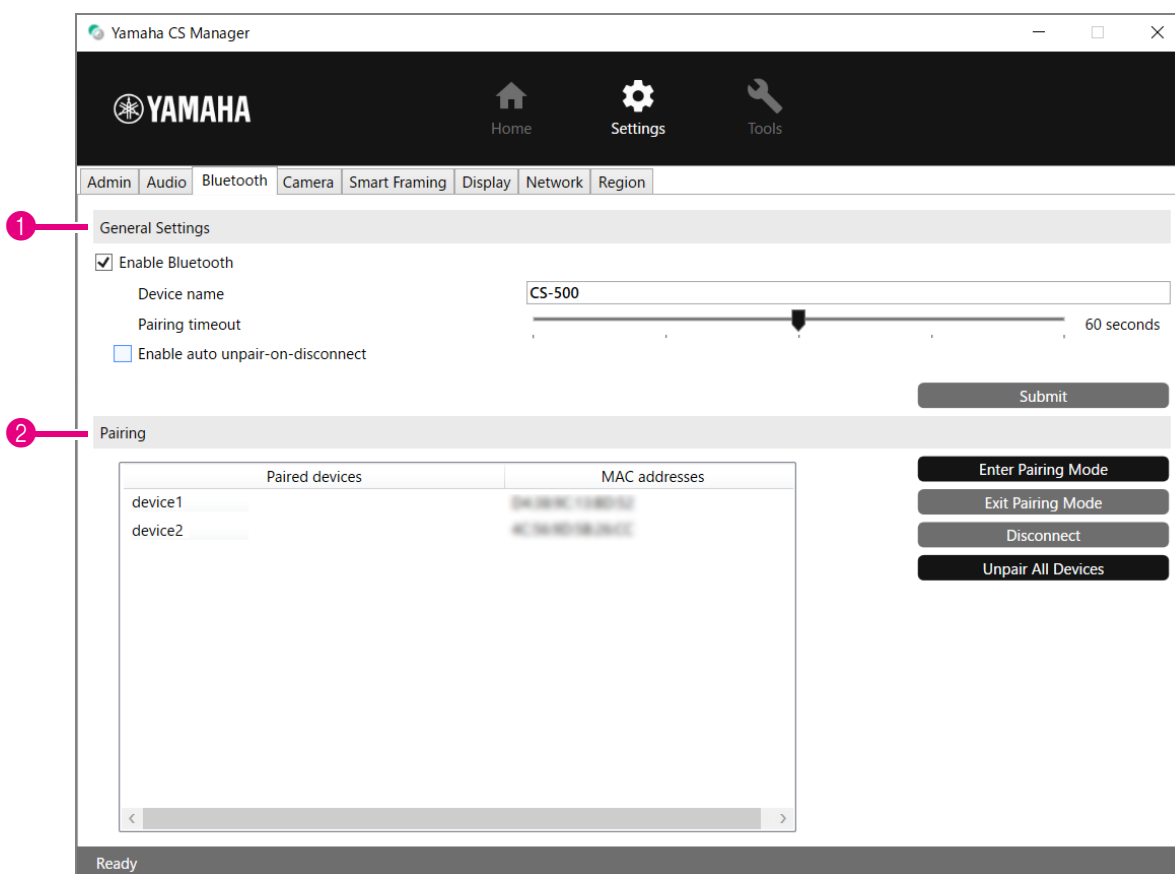 Yamaha CS Manager
YAMAHA
Home Settings Tools
Admin Audio Bluetooth Camera Smart Framing Display Network Region
1 General Settings
Enable Bluetooth
Device name CS-500
Pairing timeout 60 seconds
Enable auto unpair-on-disconnect
Submit
2 Pairing
Paired devices MAC addresses Enter Pairing Mode
device1 Exit Pairing Mode
device2 Disconnect
Unpair All Devices
Ready